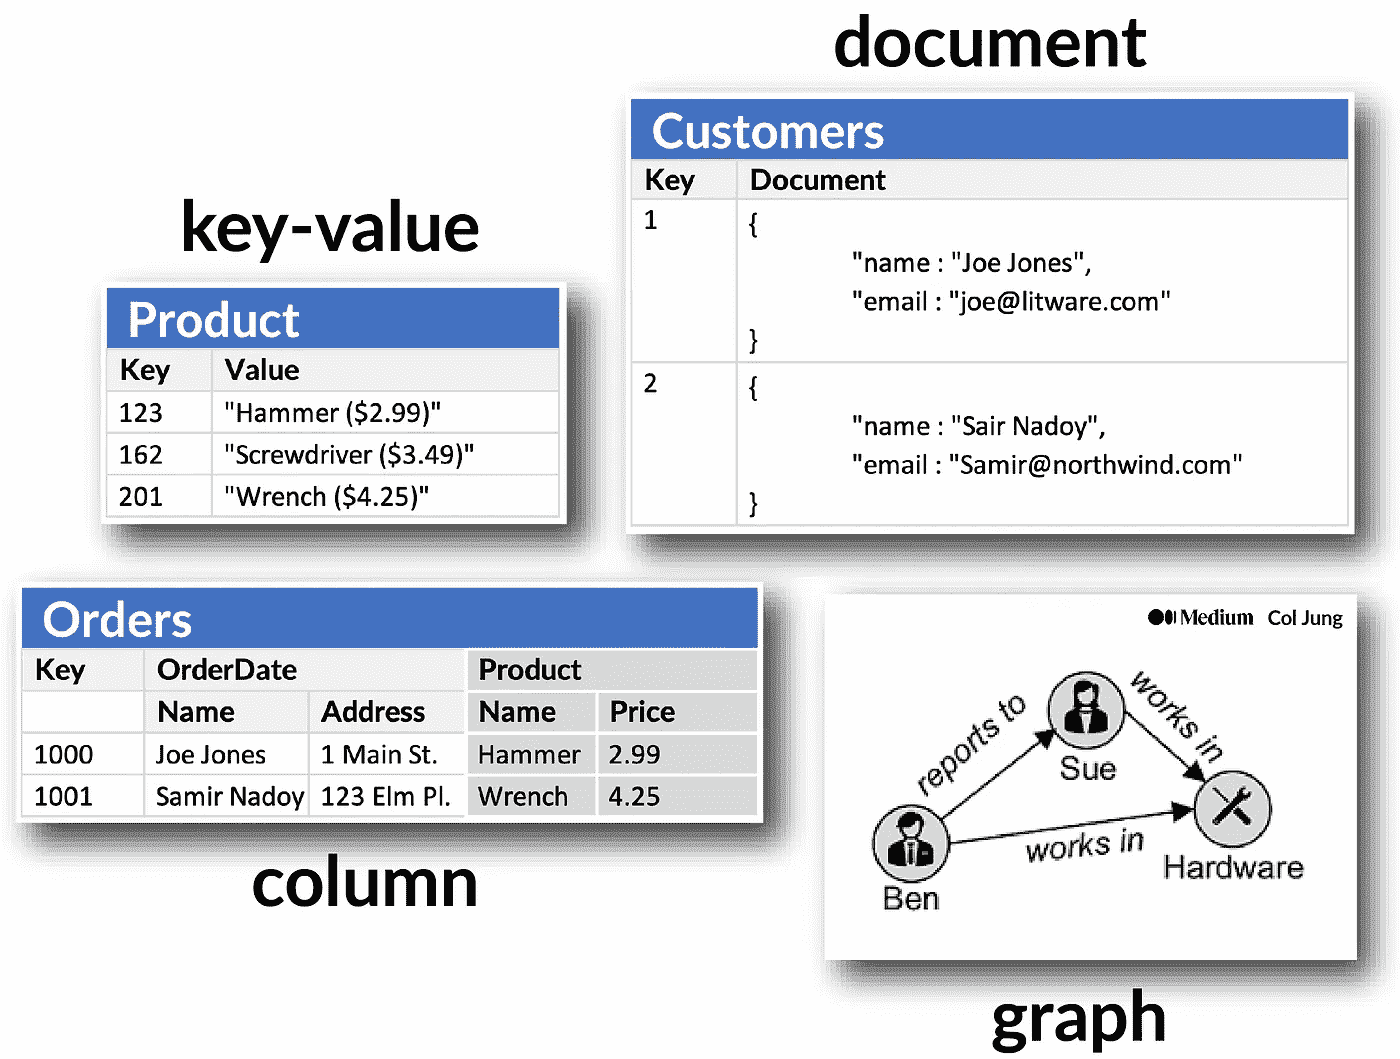 document
Customers
Key Document
1 {
"name : "Joe Jones",
"email : "joe@litware.com"
}
2 {
"name : "Sair Nadoy",
"email : "Samir@northwind.com"
}
key-value
Product
Key Value
123 "Hammer ($2.99)"
162 "Screwdriver ($3.49)"
201 "Wrench ($4.25)"
Orders
Key OrderDate Product
Name Address Name Price
1000 Joe Jones 1 Main St. Hammer 2.99
1001 Samir Nadoy 123 Elm Pl. Wrench 4.25
column
Medium Col Jung
reports to
works in
Sue
works in
Ben
Hardware
graph